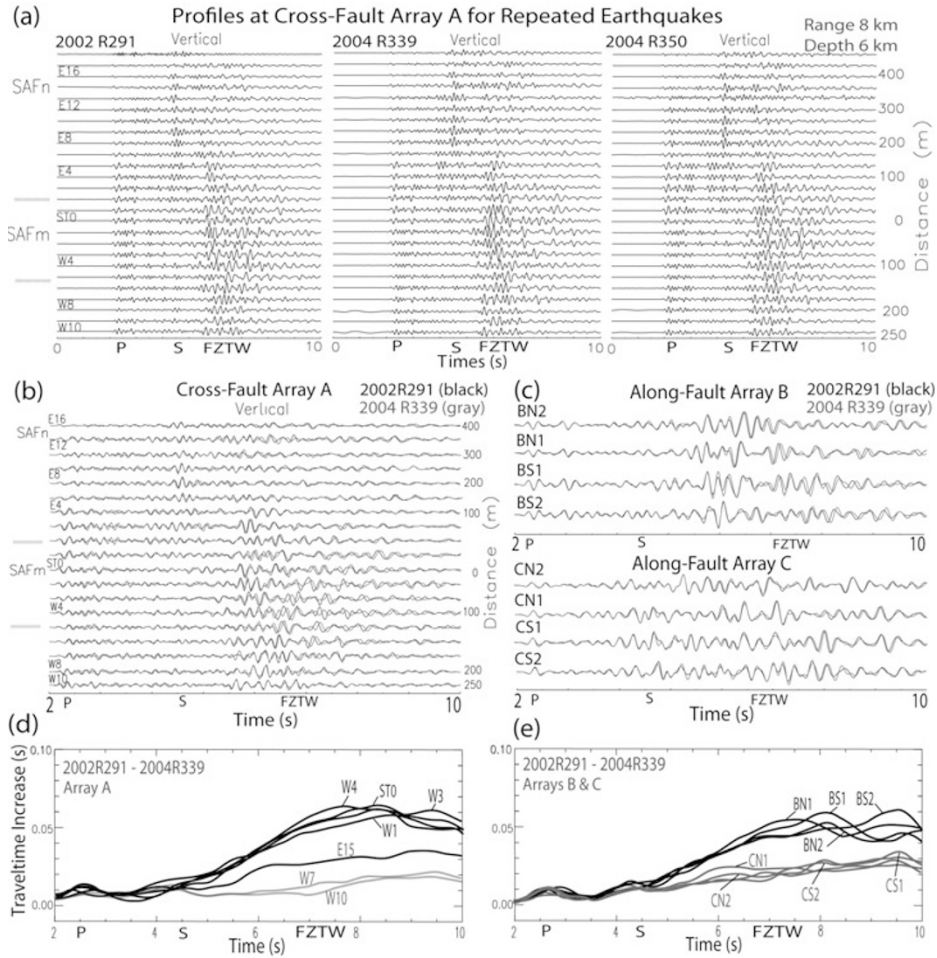 (a) Profiles at Cross-Fault Array A for Repeated Earthquakes
2002 R291 Vertical
2004 R339 Vertical
2004 R350 Vertical
Range 8 km
Depth 6 km
SAFn
SAFm
E16
E12
E8
E4
ST0
W4
W8
W10
400
300
200
100
0
100
200
250
Distance (m)
0 P S FZTW 10
0 P S FZTW 10
0 P S FZTW 10
Times (s)
(b) Cross-Fault Array A 2002R291 (black)
Vertical 2004 R339 (gray)
SAFn
SAFm
E16
E12
E8
E4
ST0
W4
W8
W10
400
300
200
100
0
100
200
250
Distance (m)
2 P S FZTW 10
Time (s)
(c) Along-Fault Array B 2002R291 (black)
2004 R339 (gray)
BN2
BN1
BS1
BS2
2 P S FZTW 10
Along-Fault Array C
CN2
CN1
CS1
CS2
2 P S FZTW 10
Time (s)
(d)
Traveltime Increase (s)
0.10
0.05
0.00
2002R291 - 2004R339
Array A
W4
ST0
W3
W1
E15
W7
W10
2 P 4 S 6 FZTW 8 10
Time (s)
(e)
0.10
0.05
0.00
2002R291 - 2004R339
Arrays B & C
BN1
BS1
BS2
BN2
CN1
CN2
CS2
CS1
2 P 4 S 6 FZTW 8 10
Time (s)